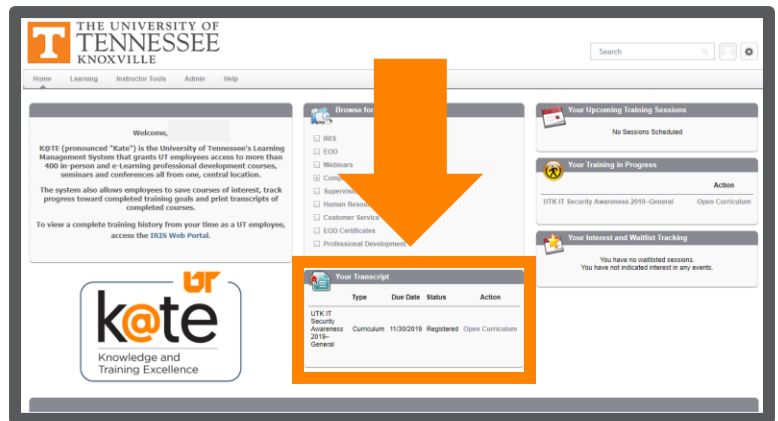 THE UNIVERSITY OF
TENNESSEE
KNOXVILLE
T
Search
Home Learning Instructor Tools Admin Help
Welcome,
K@TE (pronounced "Kate") is the University of Tennessee's Learning
Management System that grants UT employees access to more than
400 in-person and e-Learning professional development courses,
seminars and conferences all from one, central location.
The system also allows employees to save courses of interest, track
progress toward completed training goals and print transcripts of
completed courses.
To view a complete training history from your time as a UT employee,
access the IRIS Web Portal.
UT
k@te
Knowledge and
Training Excellence
Browse for
IRIS
EOD
Webinars
Human
Customer Service
EOD Certificates
Professional Development
Your Transcript
Type Due Date Status Action
UTK IT
Security
Awareness Curriculum 11/30/2019 Registered Open Curriculum
2019–
General
Your Upcoming Training Sessions
No Sessions Scheduled
Your Training in Progress
Action
UTK IT Security Awareness 2019–General Open Curriculum
Your Interest and Waitlist Tracking
You have no waitlisted sessions.
You have not indicated interest in any events.